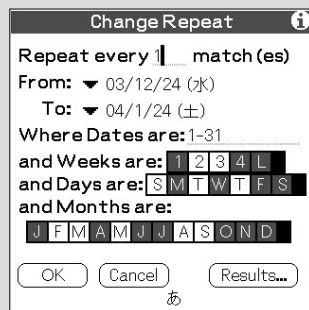 Change Repeat
Repeat every 1 match (es)
From: 03/12/24 (水)
To: 04/1/24 (土)
Where Dates are: 1-31
and Weeks are: 1 2 3 4 L
and Days are: S M T W T F S
and Months are:
J F M A M J J A S O N D
OK Cancel Results...
あ